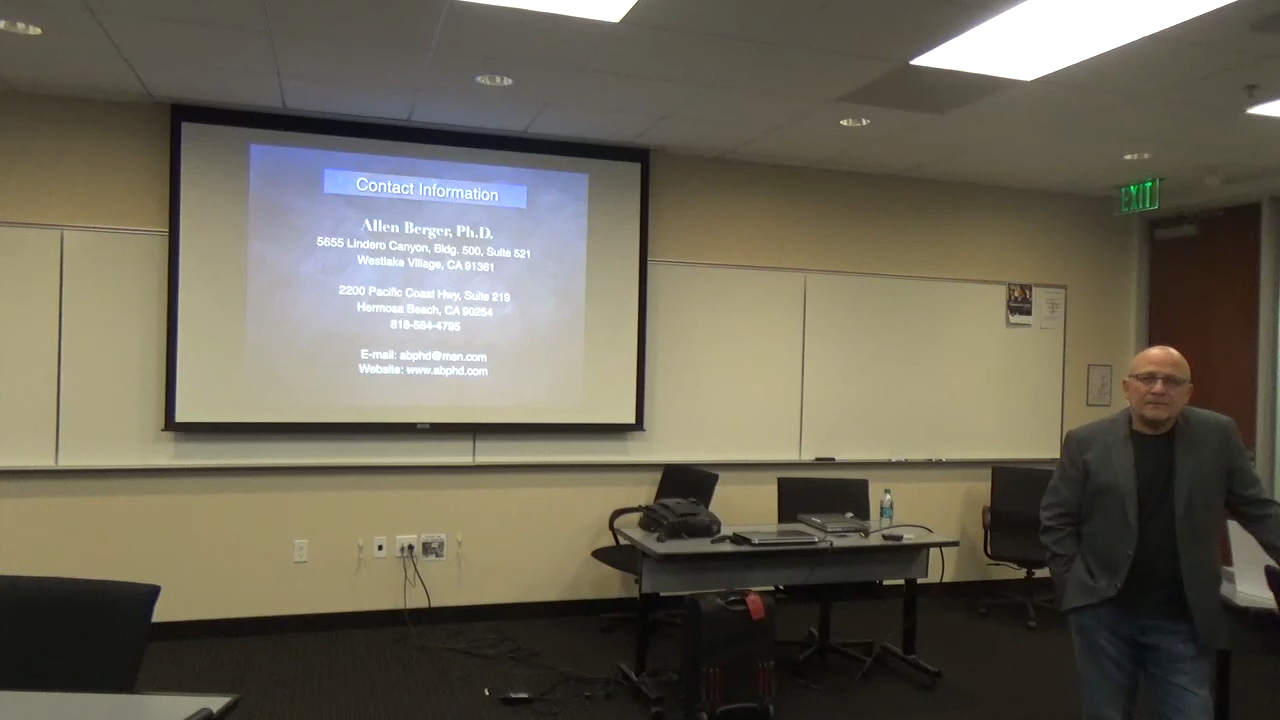 Contact Information
Allen Berger, Ph.D.
5655 Lindero Canyon, Bldg. 500, Suite 521
Westlake Village, CA 91361
2200 Pacific Coast Hwy, Suite 219
Hermosa Beach, CA 90254
818-584-4795
E-mail: abphd@msn.com
Website: www.abphd.com
EXIT